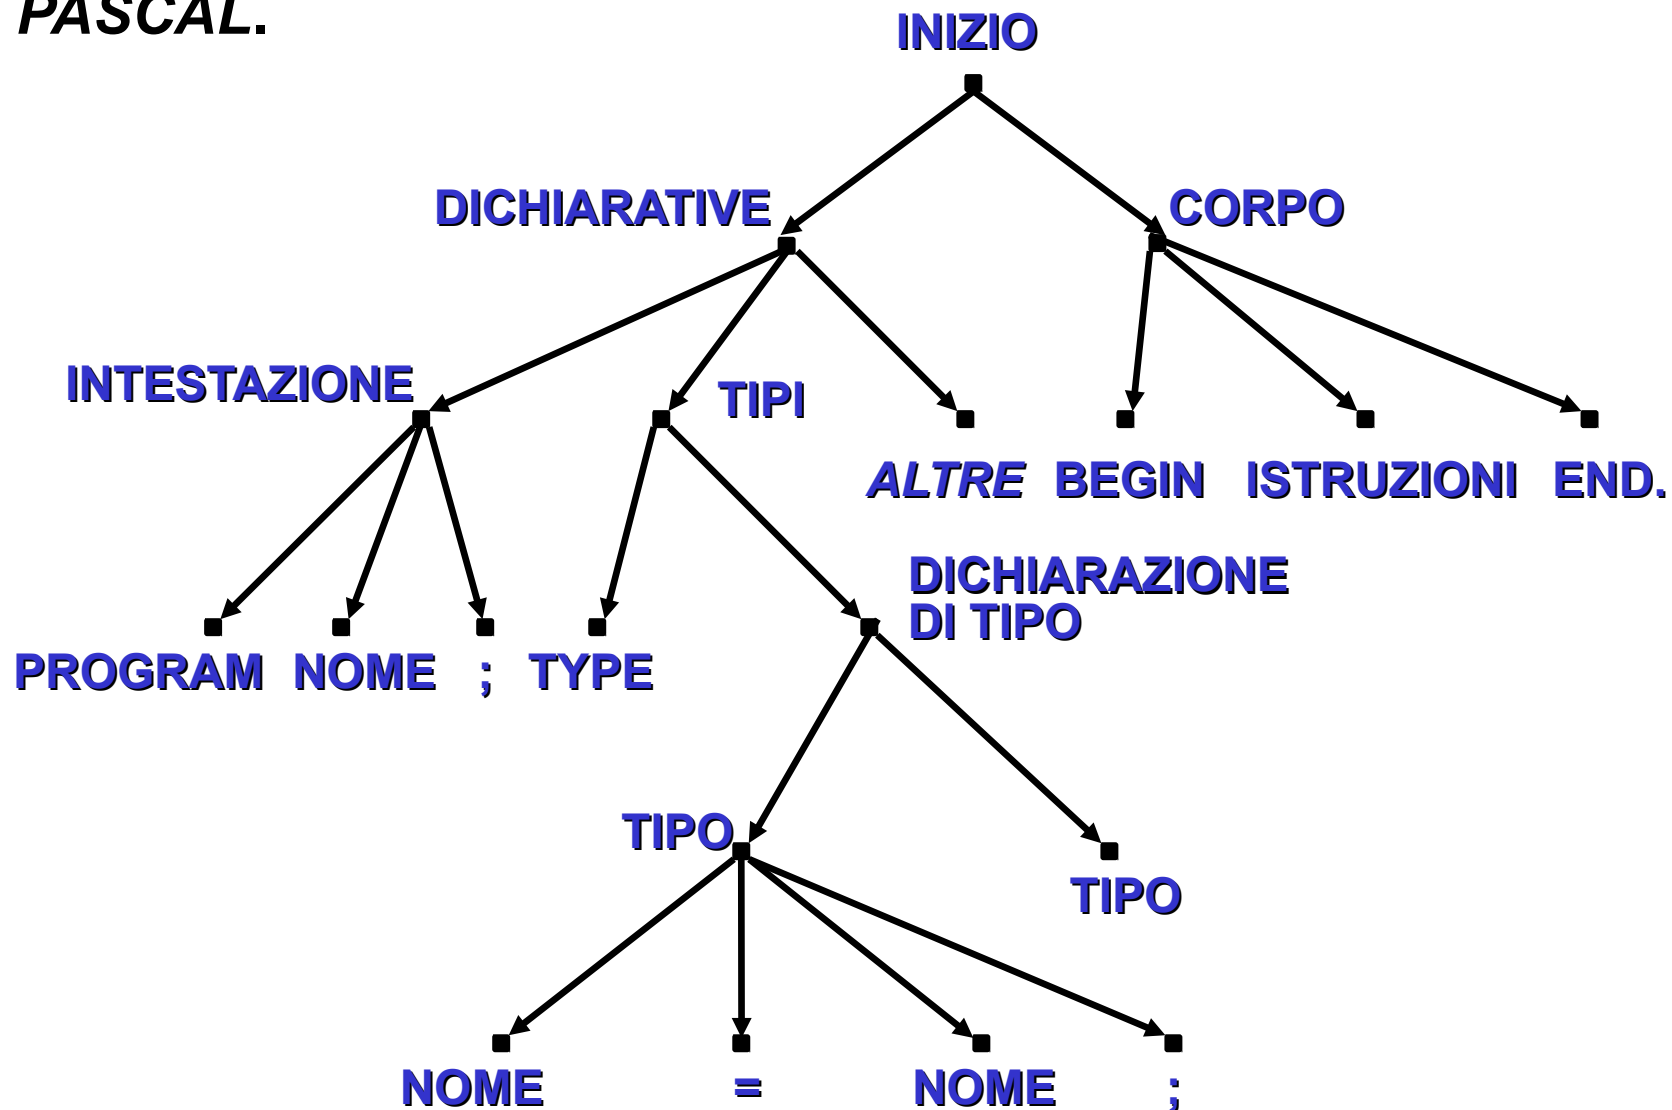 PASCAL.
INIZIO
DICHIARATIVE
CORPO
INTESTAZIONE
TIPI
ALTRE BEGIN ISTRUZIONI END.
DICHIARAZIONE
DI TIPO
PROGRAM NOME ; TYPE
TIPO
TIPO
NOME = NOME ;